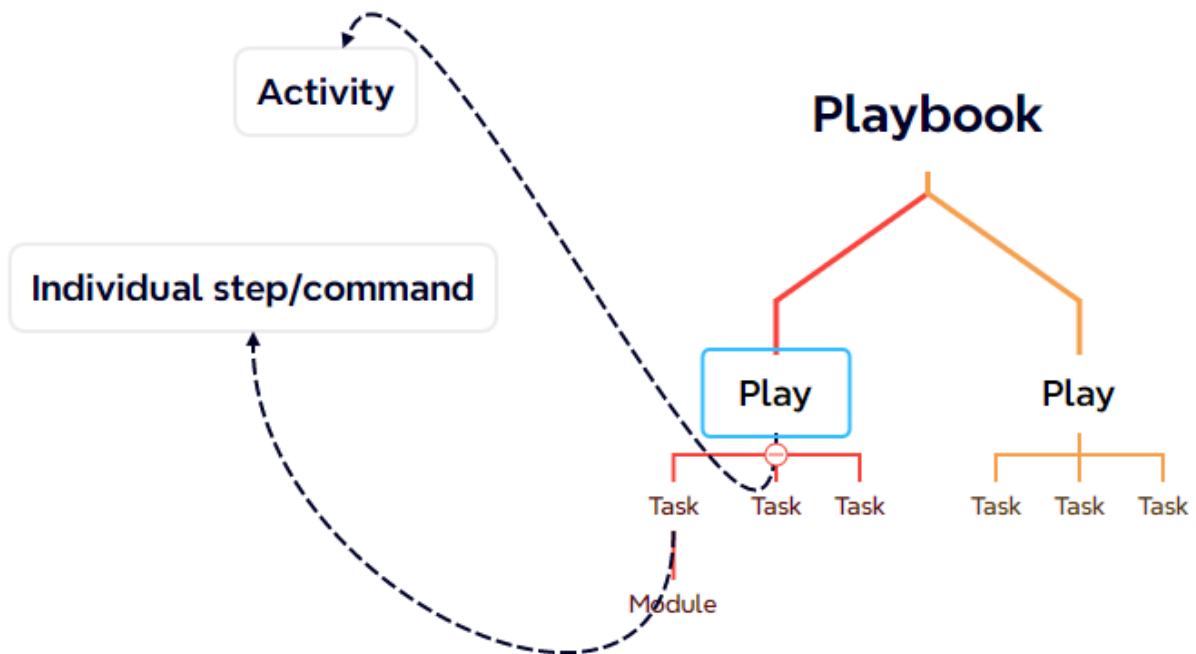 Activity
Playbook
Individual step/command
Play
Play
Task
Task
Task
Task
Task
Task
Module